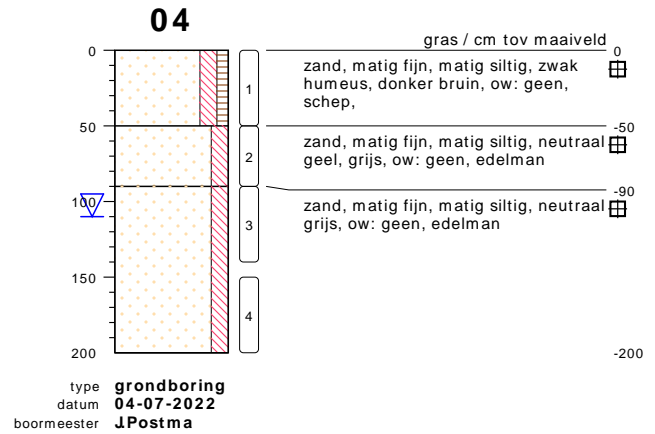 04
gras / cm tov maaiveld
0
0
zand, matig fijn, matig siltig, zwak
humeus, donker bruin, ow: geen,
schep,
1
50
-50
zand, matig fijn, matig siltig, neutraal
geel, grijs, ow: geen, edelman
2
-90
100
zand, matig fijn, matig siltig, neutraal
grijs, ow: geen, edelman
3
150
4
200
-200
type grondboring
datum 04-07-2022
boormeester J.Postma